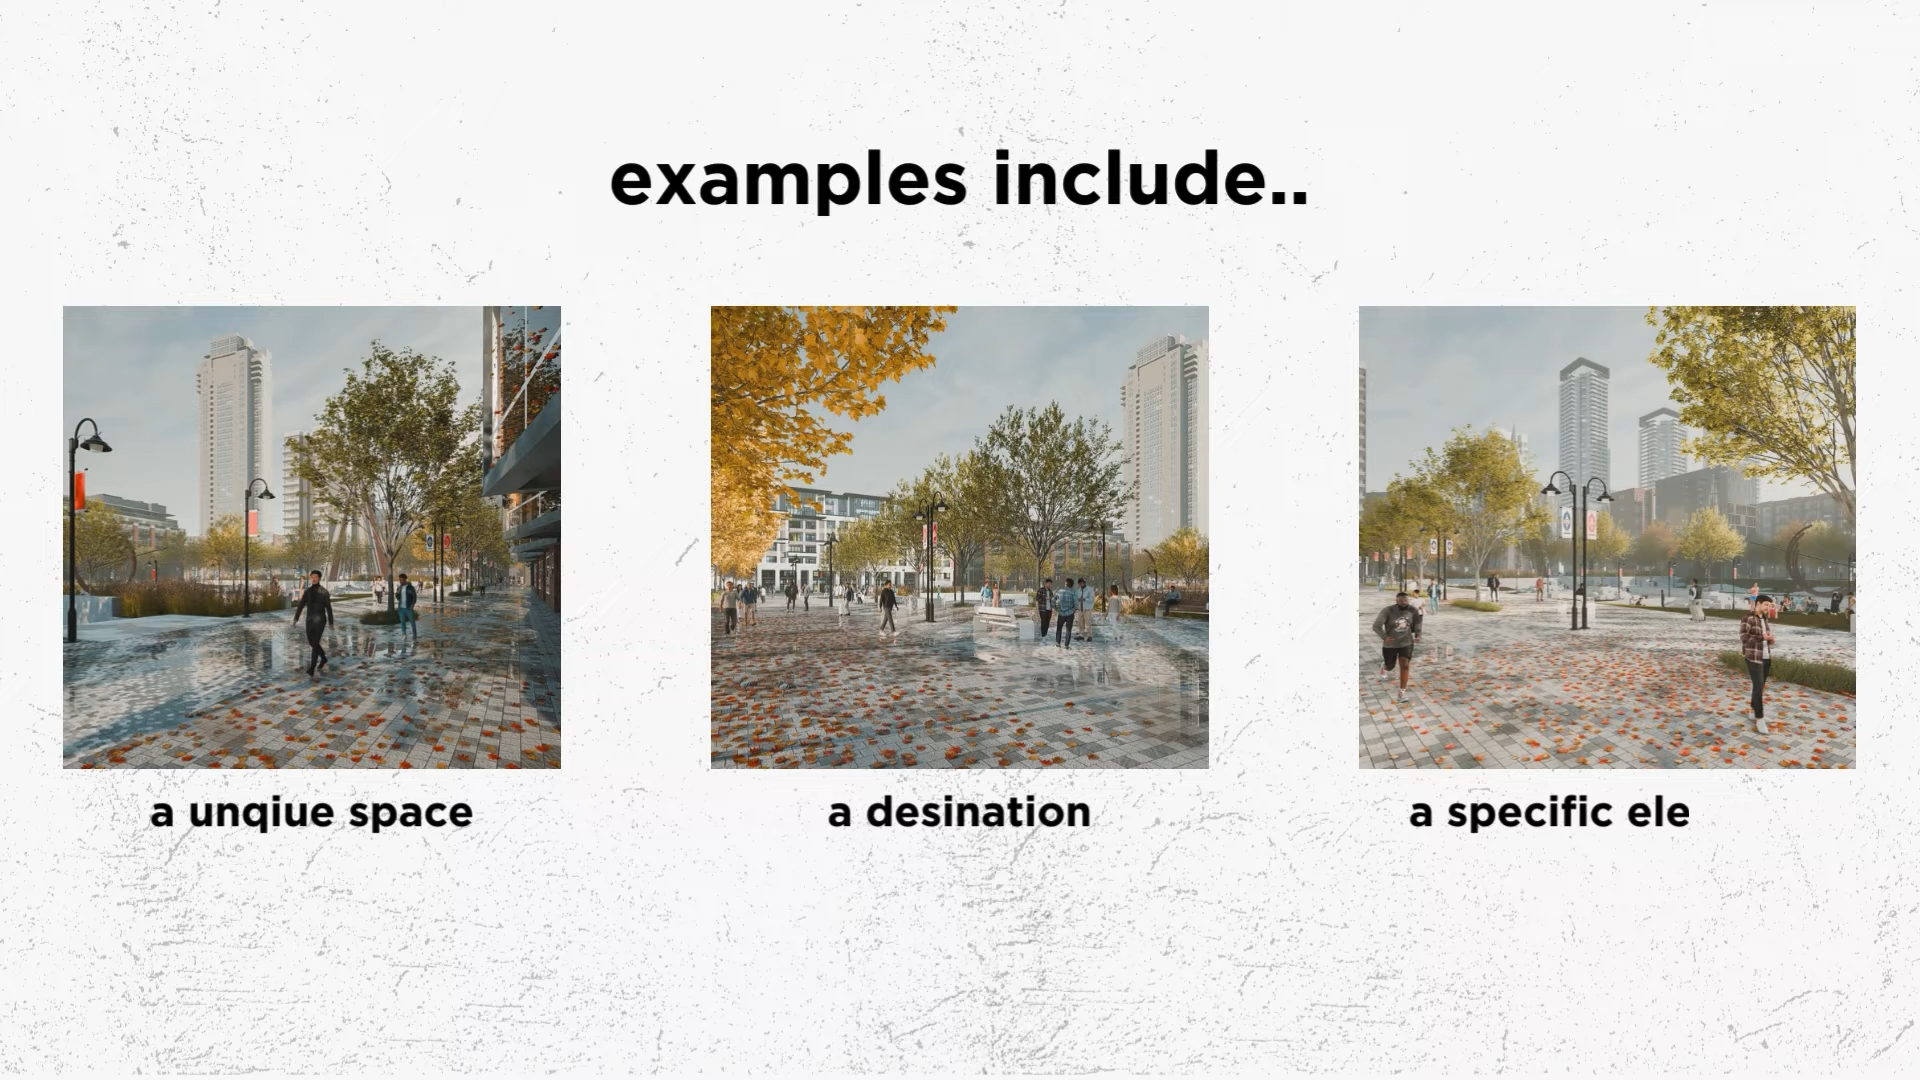 examples include..
a unqiue space
a desination
a specific ele